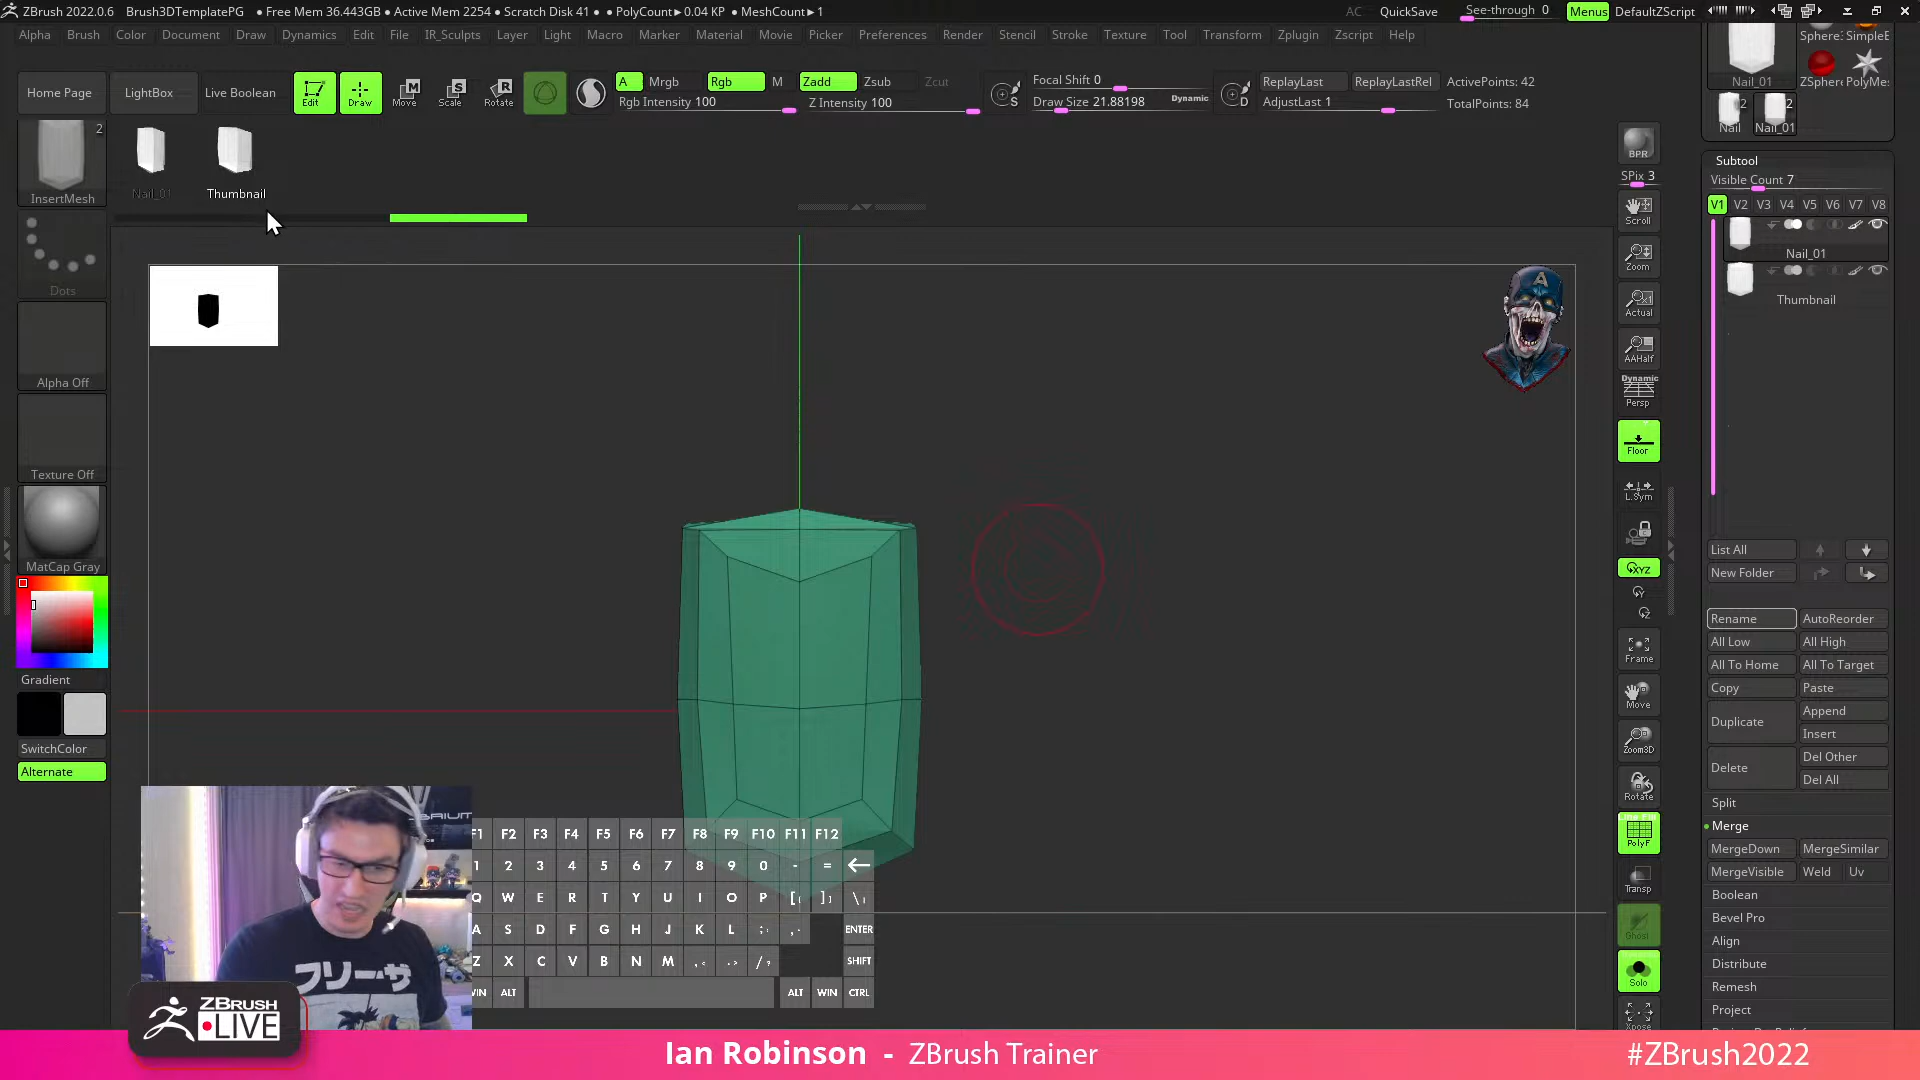 ZBrush 2022.0.6 Brush3DTemplatePG ● Free Mem 36.443GB ● Active Mem 2254 ● Scratch Disk 41 ● ● PolyCount► 0.04 KP ● MeshCount► 1 AC QuickSave See-through 0 Menus DefaultZScript
Alpha Brush Color Document Draw Dynamics Edit File IR_Sculpts Layer Light Macro Marker Material Movie Picker Preferences Render Stencil Stroke Texture Tool Transform Zplugin Zscript Help
Home Page LightBox Live Boolean Edit Draw Move Scale Rotate
A Mrgb Rgb M Zadd Zsub Zcut
Rgb Intensity 100 Z Intensity 100
Focal Shift 0
Draw Size 21.88198 Dynamic
S D
ReplayLast ReplayLastRel ActivePoints: 42
AdjustLast 1 TotalPoints: 84
2
InsertMesh
Nail_01 Thumbnail
Dots
Alpha Off
Texture Off
MatCap Gray
Gradient
SwitchColor
Alternate
BPR
SPix 3
Scroll
Zoom
Actual
AAHalf
Dynamic
Persp
Floor
L.Sym
XYZ
Y
Z
Frame
Move
Zoom3D
Rotate
Line Fill
PolyF
Transp
Ghost
Solo
Xpose
Nail_01
SimpleB
ZSphere PolyMe
2 2
Nail Nail_01
Subtool
Visible Count 7
V1 V2 V3 V4 V5 V6 V7 V8
Nail_01
Thumbnail
List All
New Folder
Rename AutoReorder
All Low All High
All To Home All To Target
Copy Paste
Duplicate Append
Insert
Delete Del Other
Del All
Split
Merge
MergeDown MergeSimilar
MergeVisible Weld Uv
Boolean
Bevel Pro
Align
Distribute
Remesh
Project
F1 F2 F3 F4 F5 F6 F7 F8 F9 F10 F11 F12
1 2 3 4 5 6 7 8 9 0 - = ←
Q W E R T Y U I O P [{ ]} \|
A S D F G H J K L ;: ,. ENTER
Z X C V B N M ,< .> /? SHIFT
WIN ALT ALT WIN CTRL
フリーザ
ZBRUSH
LIVE
Ian Robinson - ZBrush Trainer
#ZBrush2022